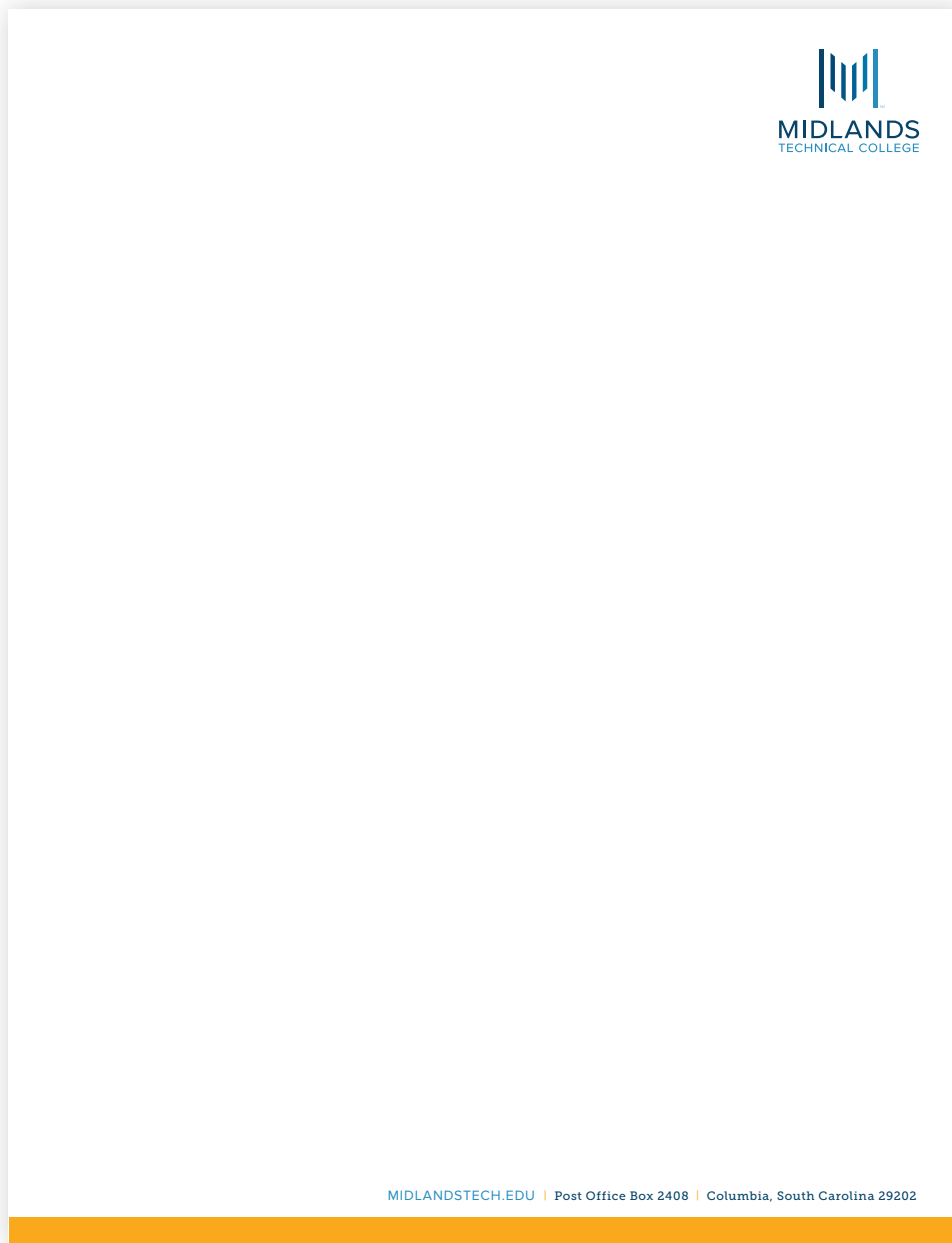 MIDLANDS
TECHNICAL COLLEGE
MIDLANDSTECH.EDU | Post Office Box 2408 | Columbia, South Carolina 29202